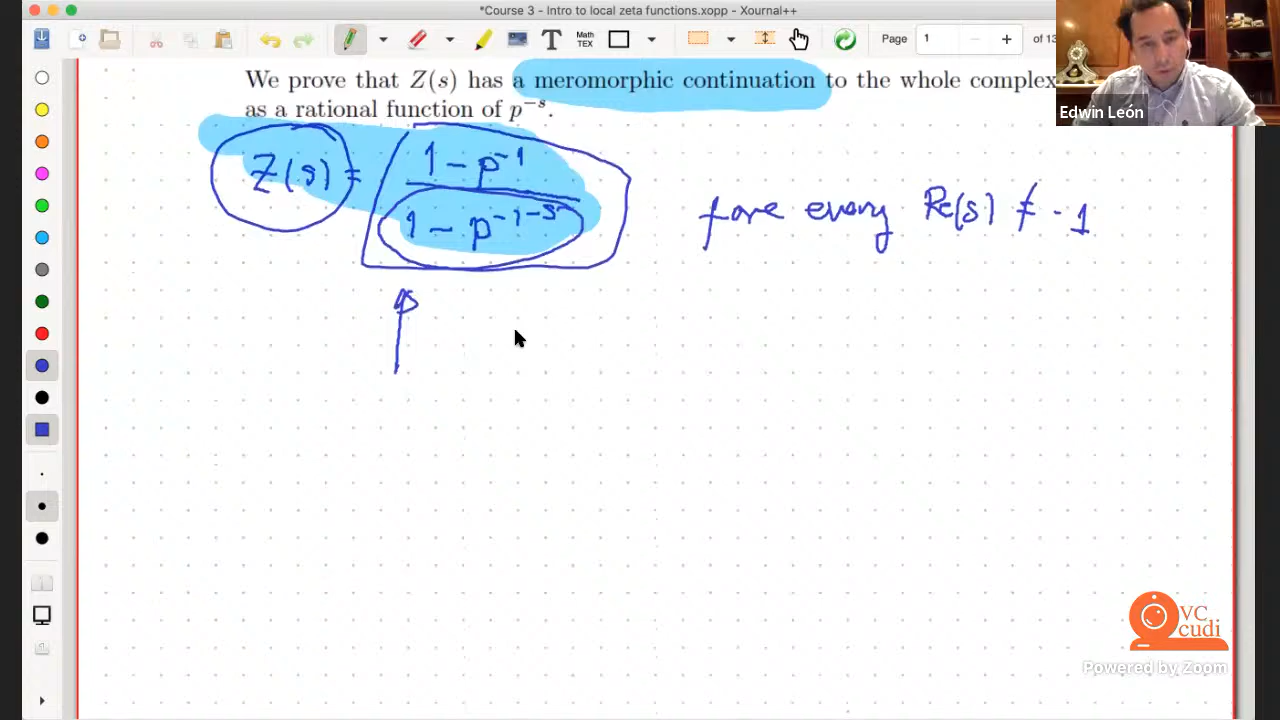 *Course 3 - Intro to local zeta functions.xopp - Xournal++
Math
TEX
Page 1 of 13
Edwin León
We prove that Z(s) has a meromorphic continuation to the whole complex
as a rational function of p^{-s}.
Z(s) = \frac{1 - p^{-1}}{1 - p^{-1-s}} fore every Re(s) ≠ -1
VC
cudi
Powered by Zoom